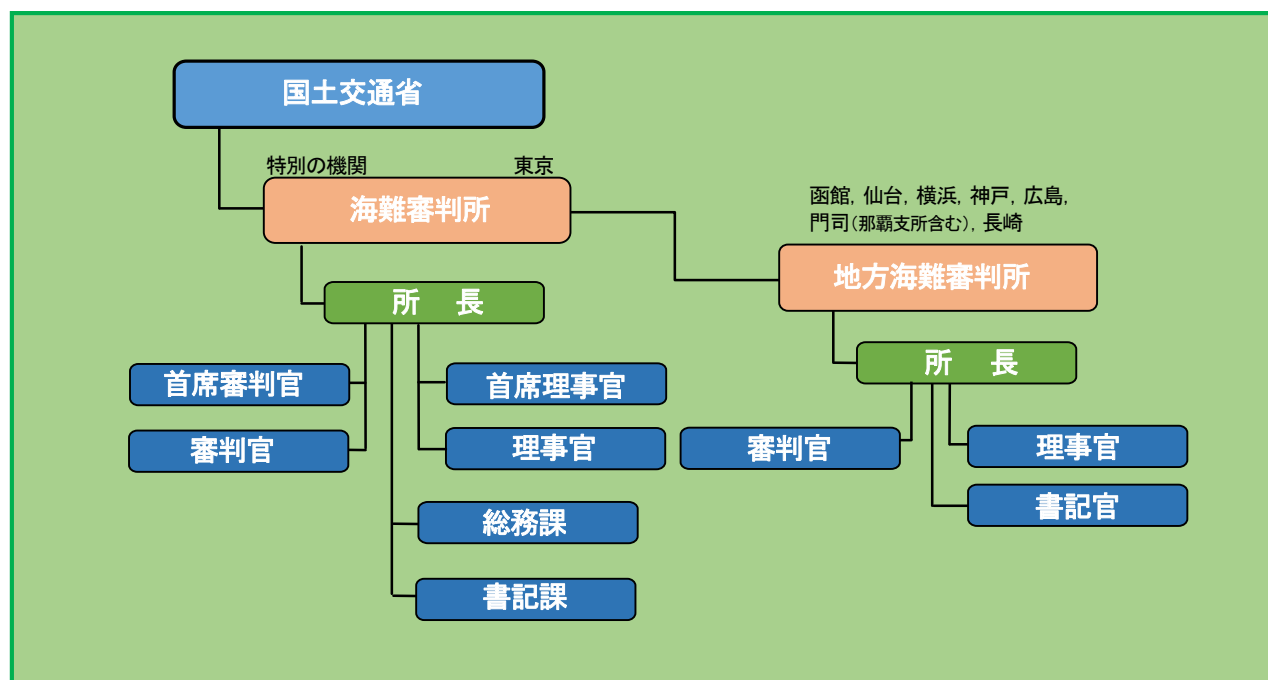 国土交通省
特別の機関
東京
海難審判所
函館, 仙台, 横浜, 神戸, 広島,
門司(那覇支所含む), 長崎
地方海難審判所
所　長
所　長
首席審判官
首席理事官
審判官
理事官
審判官
理事官
総務課
書記官
書記課